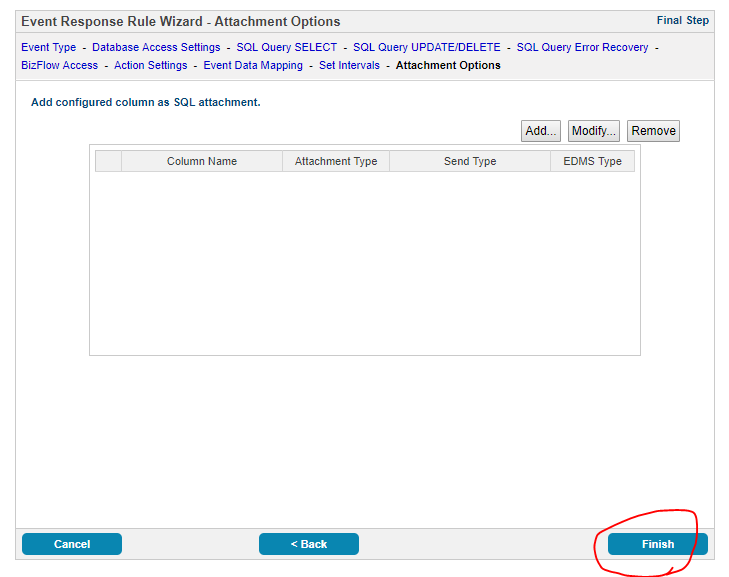 Event Response Rule Wizard - Attachment Options Final Step
Event Type - Database Access Settings - SQL Query SELECT - SQL Query UPDATE/DELETE - SQL Query Error Recovery -
BizFlow Access - Action Settings - Event Data Mapping - Set Intervals - Attachment Options
Add configured column as SQL attachment.
Add... Modify... Remove
Column Name Attachment Type Send Type EDMS Type
Cancel < Back Finish